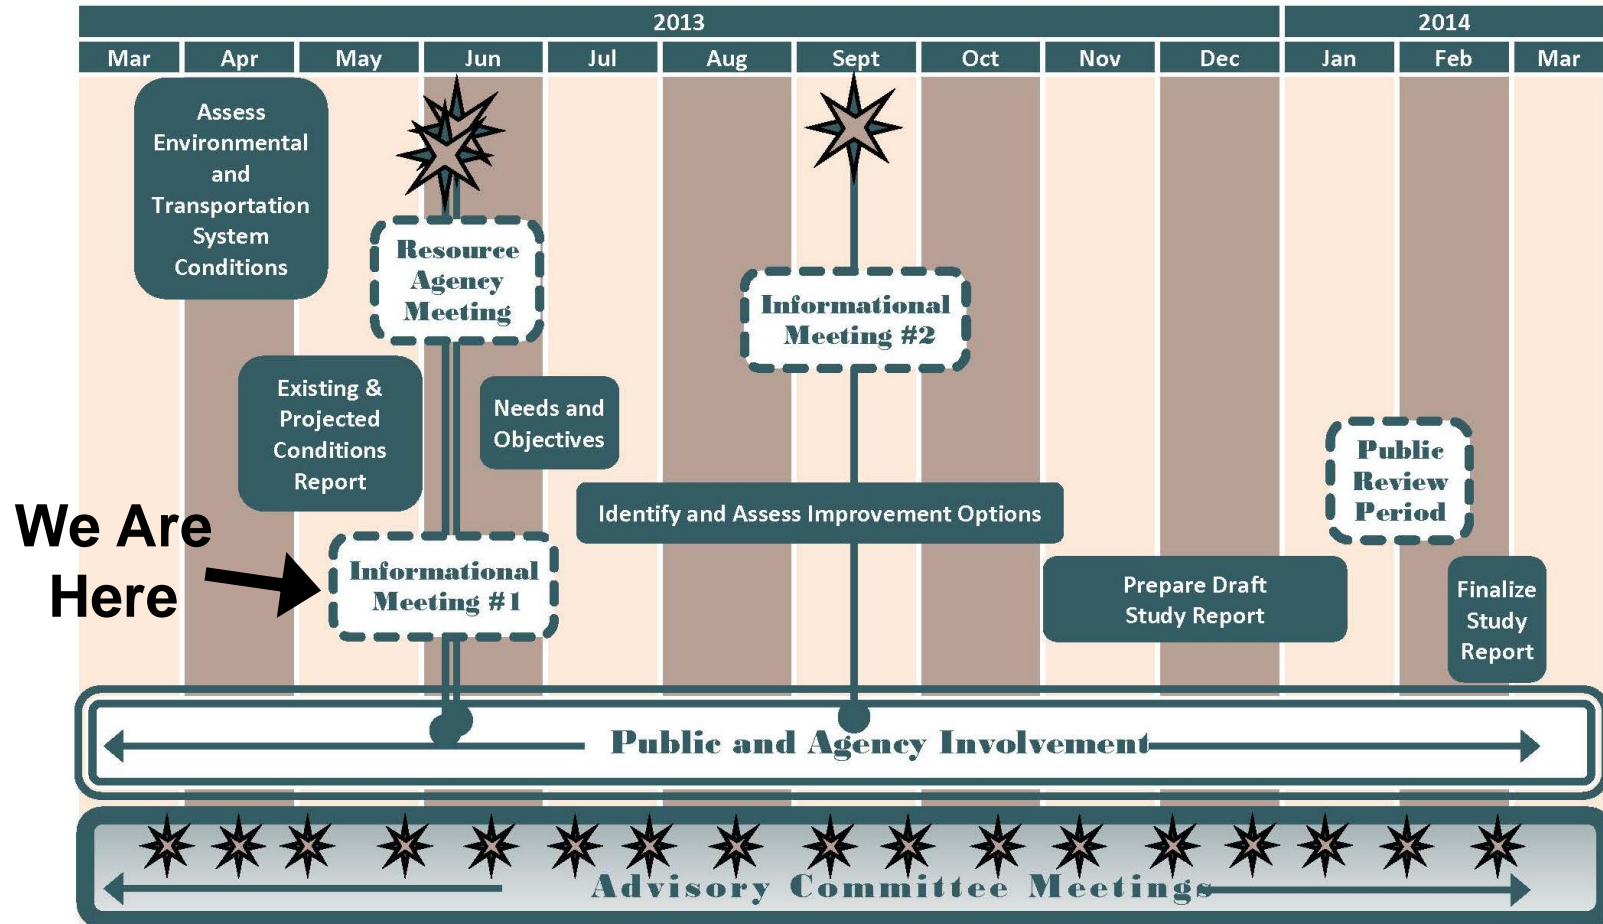 2013
2014
Mar
Apr
May
Jun
Jul
Aug
Sept
Oct
Nov
Dec
Jan
Feb
Mar
Assess
Environmental
and
Transportation
System
Conditions
Resource
Agency
Meeting
Informational
Meeting #2
Existing &
Projected
Conditions
Report
Needs and
Objectives
Public
Review
Period
Identify and Assess Improvement Options
We Are
Here
Informational
Meeting #1
Prepare Draft
Study Report
Finalize
Study
Report
Public and Agency Involvement
Advisory Committee Meetings